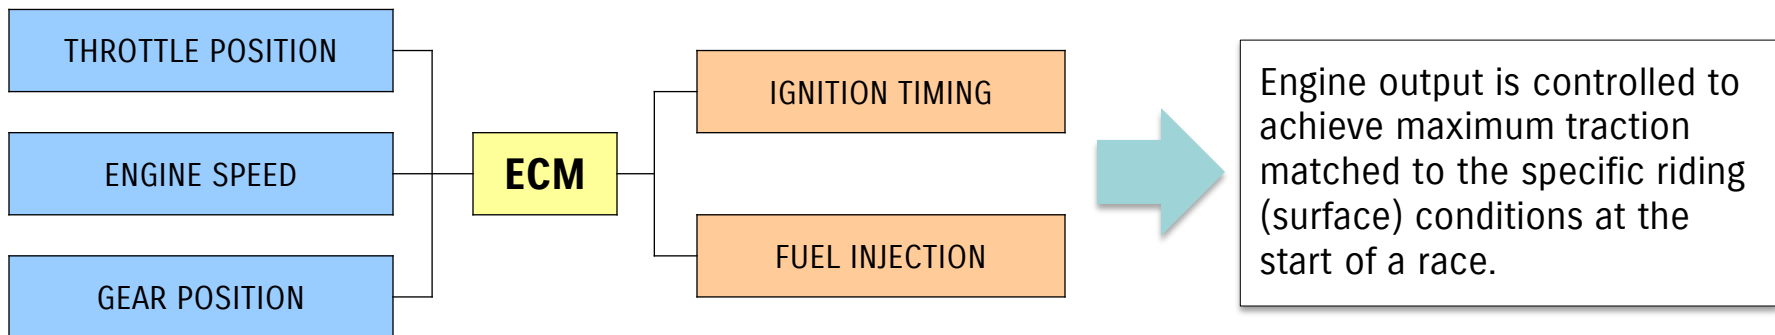 THROTTLE POSITION
ENGINE SPEED
GEAR POSITION
ECM
IGNITION TIMING
FUEL INJECTION
Engine output is controlled to
achieve maximum traction
matched to the specific riding
(surface) conditions at the
start of a race.